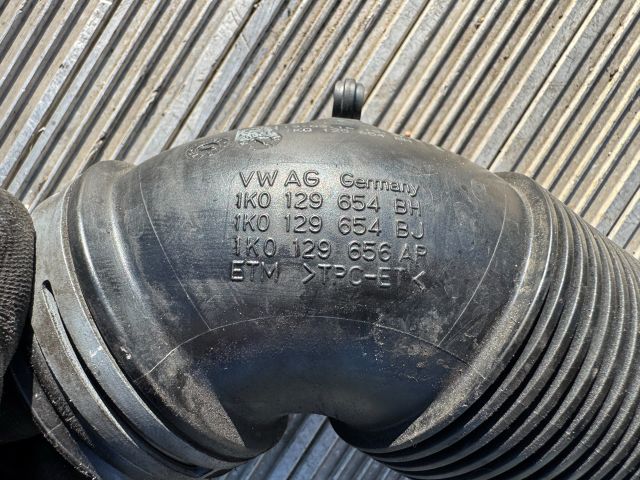 VW AG Germany
1K0 129 654 BH
1K0 129 654 BJ
1K0 129 656 AP
ETM >TPC-ET<